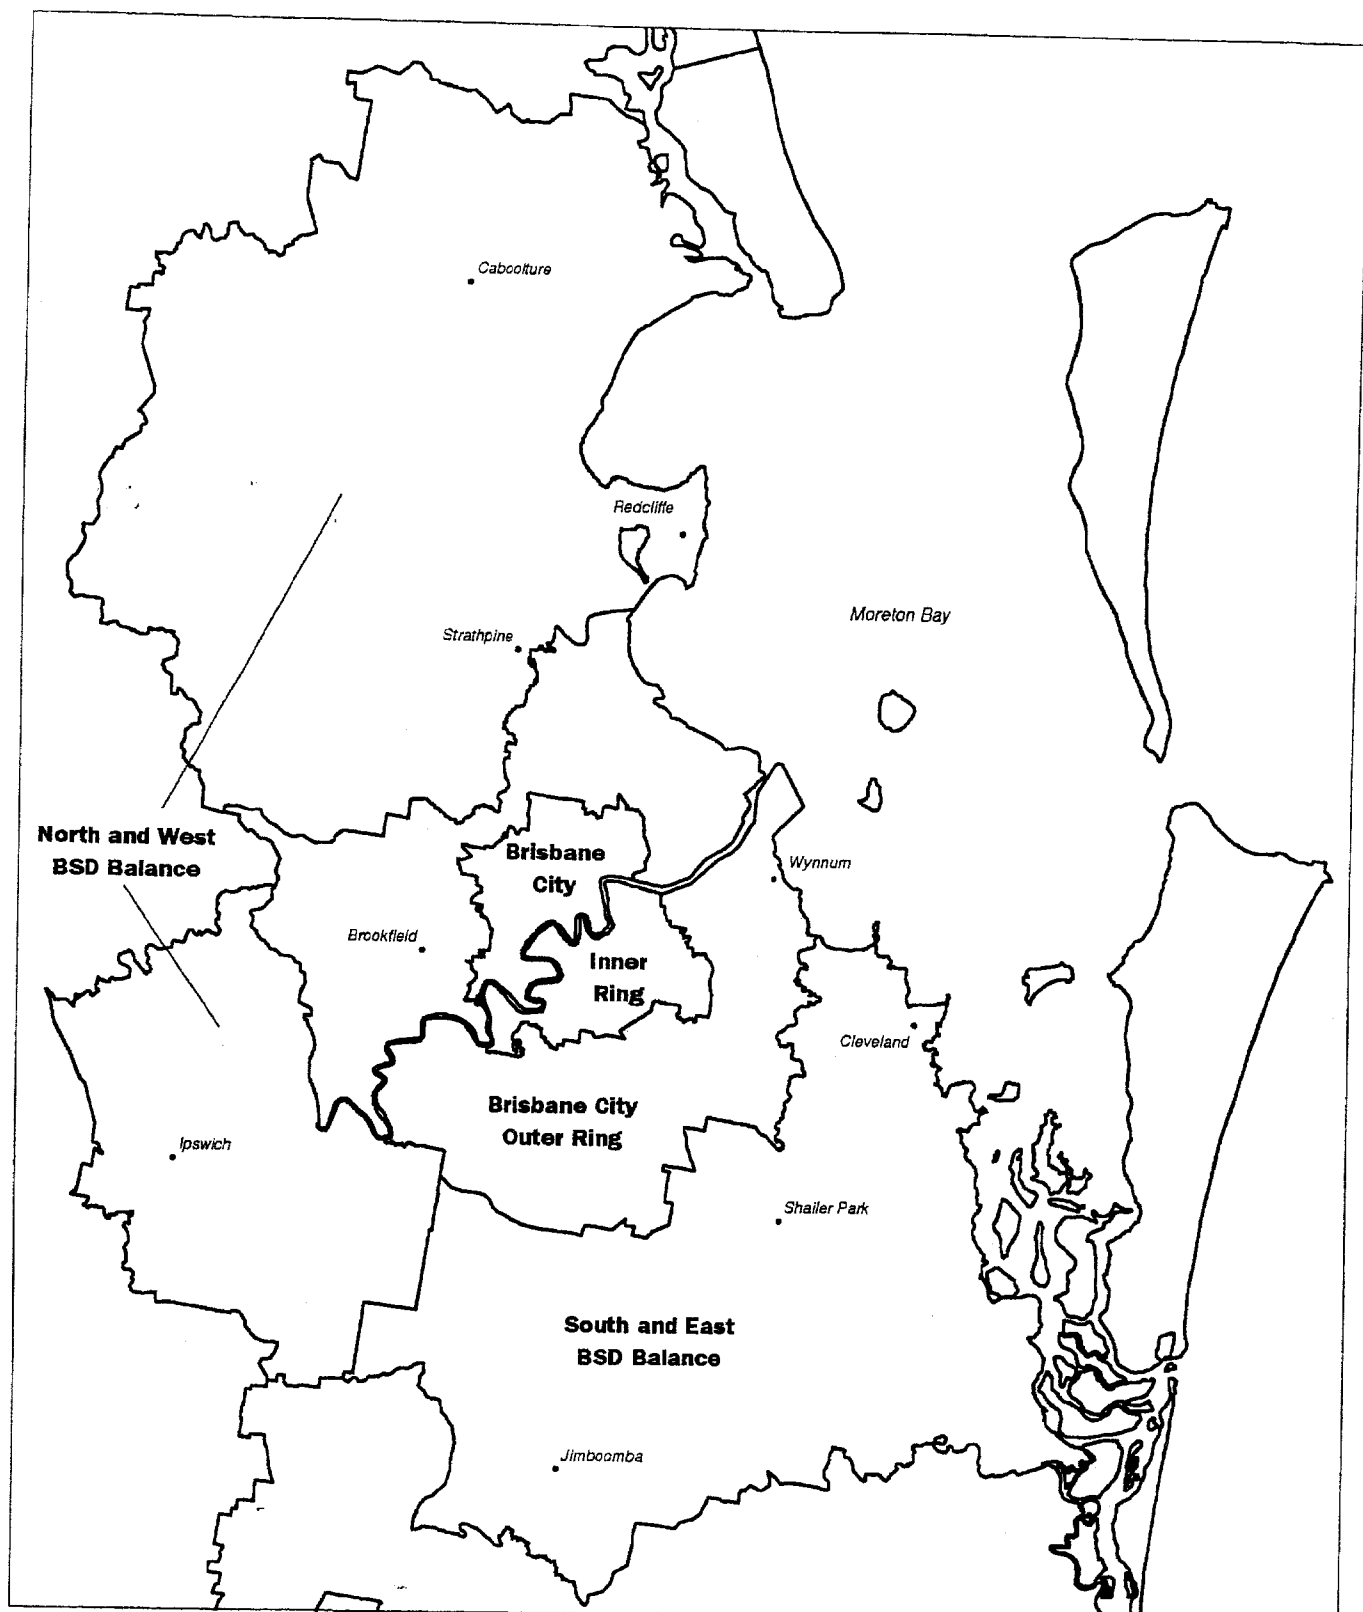 Caboolture
Redcliffe
Moreton Bay
Strathpine
North and West
BSD Balance
Brisbane
City
Wynnum
Brookfield
Inner
Ring
Cleveland
Brisbane City
Outer Ring
Ipswich
Shailer Park
South and East
BSD Balance
Jimboomba